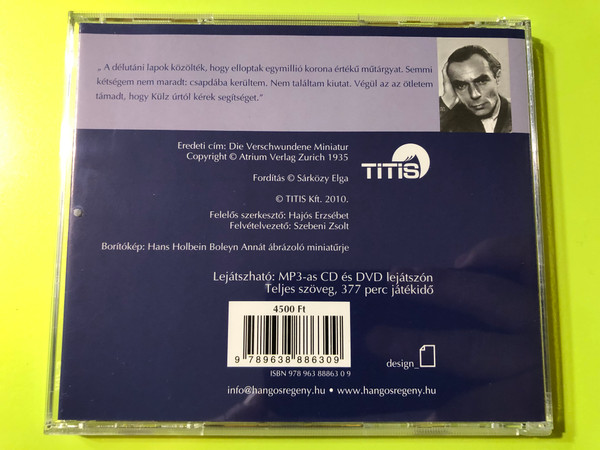 „ A délutáni lapok közölték, hogy elloptak egymillió korona értékű műtárgyat. Semmi
kétségem nem maradt: csapdába kerültem. Nem találtam kiutat. Végül az az ötletem
támadt, hogy Külz úrtól kérek segítséget.”
Eredeti cím: Die Verschwundene Miniatur
Copyright © Atrium Verlag Zurich 1935
TITIS
Fordítás © Sárközy Elga
© TITIS Kft. 2010.
Felelős szerkesztő: Hajós Erzsébet
Felvételvezető: Szebeni Zsolt
Borítókép: Hans Holbein Boleyn Annát ábrázoló miniatűrje
Lejátszható: MP3-as CD és DVD lejátszón
Teljes szöveg, 377 perc játékidő
4500 Ft
9 789638 886309
ISBN 978 963 88863 0 9
design_
info@hangosregeny.hu • www.hangosregeny.hu